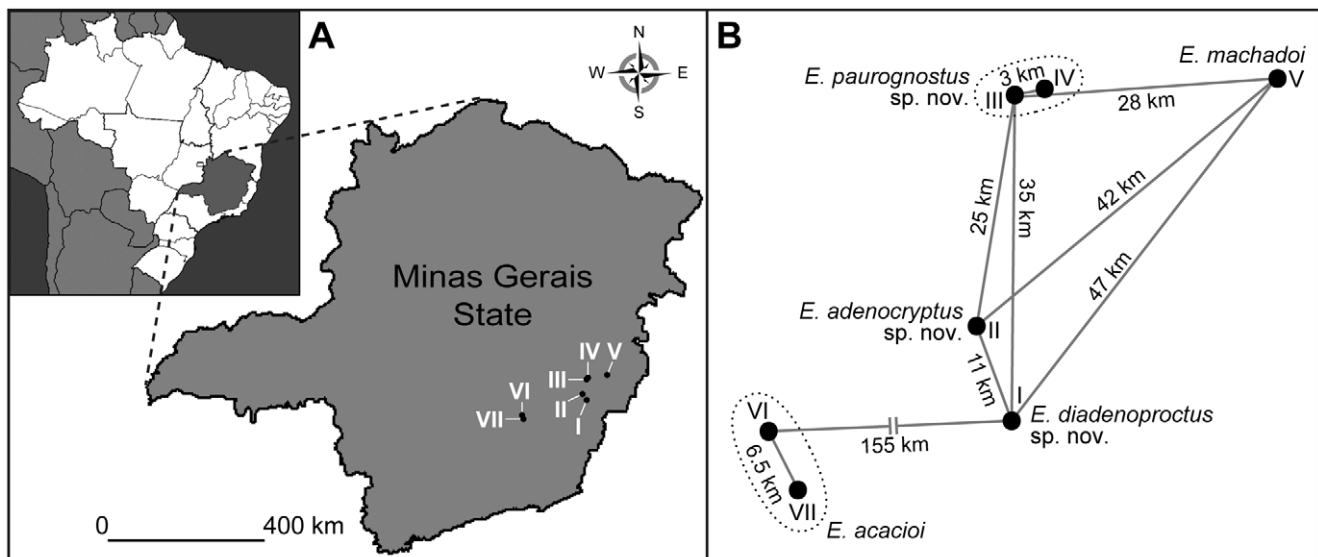 A
N
W
E
S
Minas Gerais
State
IV
V
III
VI
II
VII
I
0
400 km
B
E. machadoi
E. paurognostus
sp. nov.
3 km
IV
III
V
28 km
25 km
35 km
42 km
47 km
E. adenocryptus
sp. nov.
II
11 km
I
E. diadenoproctus
sp. nov.
VI
155 km
6.5 km
VII
E. acacioi